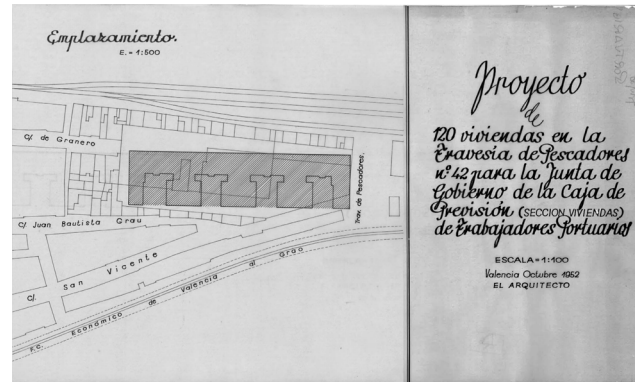 Emplazamiento.
E. = 1:500
C/. de Granero
Trav. de Pescadores.
C/ Juan Bautista Grau
C/. San Vicente
F.C. Económico de Valencia al Grao
Proyecto
de
120 viviendas en la
Travesía de Pescadores
nº 42 para la Junta de
Gobierno de la Caja de
Previsión (SECCION VIVIENDAS)
de Trabajadores Portuarios
ESCALA = 1:100
Valencia Octubre 1952
EL ARQUITECTO